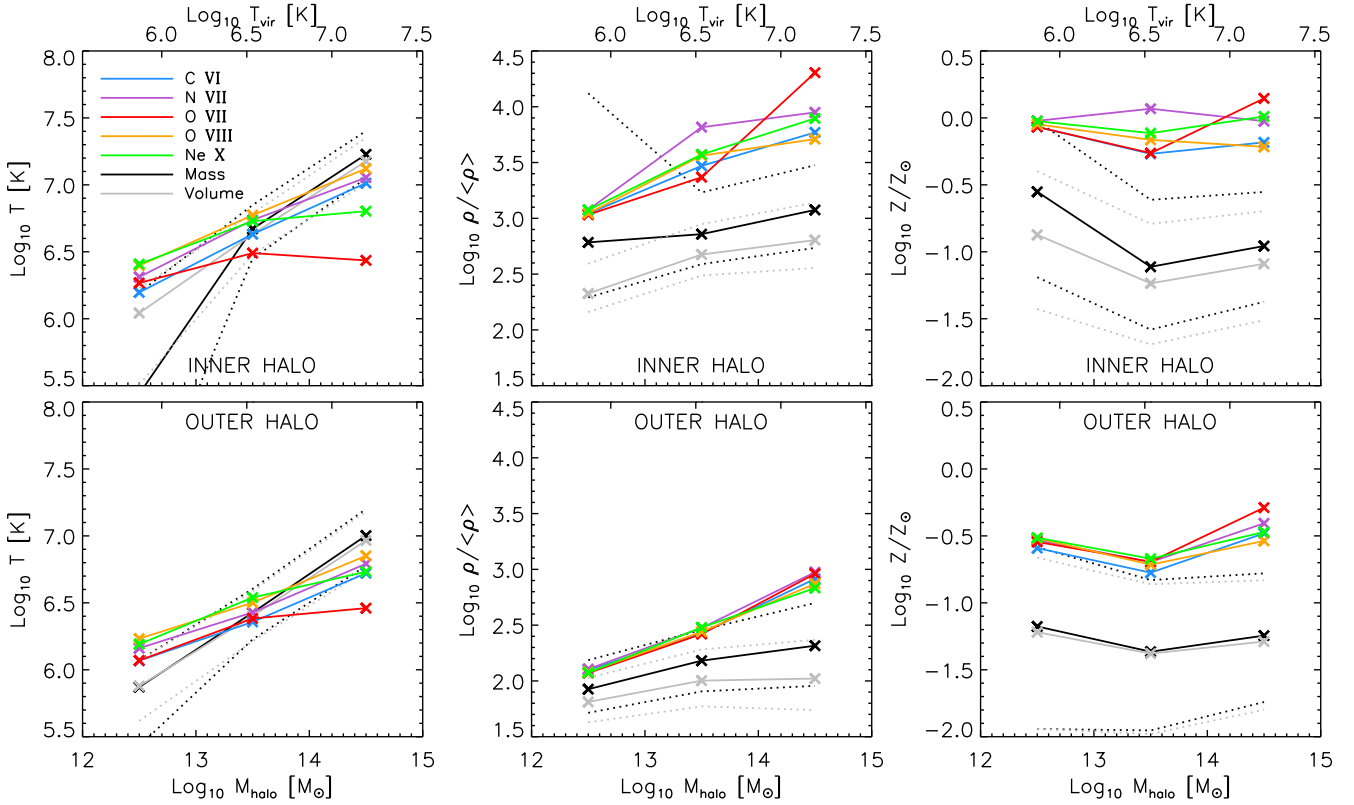 Log₁₀ T_vir [K] Log₁₀ T_vir [K] Log₁₀ T_vir [K]
6.0 6.5 7.0 7.5 6.0 6.5 7.0 7.5 6.0 6.5 7.0 7.5
8.0
7.5
7.0
6.5
6.0
5.5
Log₁₀ T [K]
C VI
N VII
O VII
O VIII
Ne X
Mass
Volume
INNER HALO
4.5
4.0
3.5
3.0
2.5
2.0
1.5
Log₁₀ ρ/<ρ>
INNER HALO
0.5
0.0
−0.5
−1.0
−1.5
−2.0
Log₁₀ Z/Z⊙
INNER HALO
8.0
7.5
7.0
6.5
6.0
5.5
Log₁₀ T [K]
OUTER HALO
4.5
4.0
3.5
3.0
2.5
2.0
1.5
Log₁₀ ρ/<ρ>
OUTER HALO
0.5
0.0
−0.5
−1.0
−1.5
−2.0
Log₁₀ Z/Z⊙
OUTER HALO
12 13 14 15 12 13 14 15 12 13 14 15
Log₁₀ M_halo [M⊙] Log₁₀ M_halo [M⊙] Log₁₀ M_halo [M⊙]